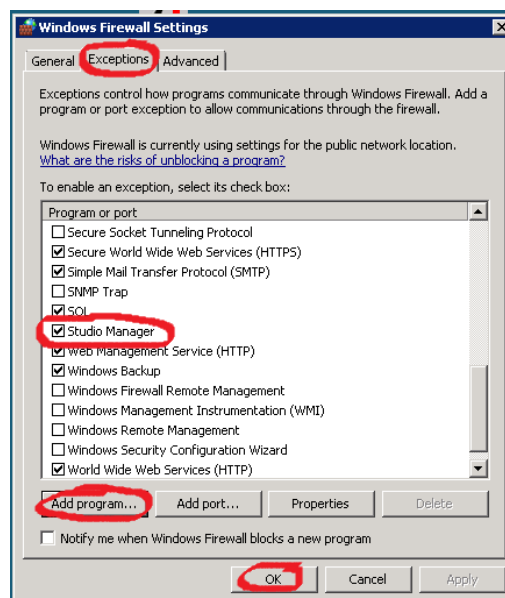 Windows Firewall Settings
General Exceptions Advanced
Exceptions control how programs communicate through Windows Firewall. Add a
program or port exception to allow communications through the firewall.
Windows Firewall is currently using settings for the public network location.
What are the risks of unblocking a program?
To enable an exception, select its check box:
Program or port
Secure Socket Tunneling Protocol
Secure World Wide Web Services (HTTPS)
Simple Mail Transfer Protocol (SMTP)
SNMP Trap
SQL
Studio Manager
Web Management Service (HTTP)
Windows Backup
Windows Firewall Remote Management
Windows Management Instrumentation (WMI)
Windows Remote Management
Windows Security Configuration Wizard
World Wide Web Services (HTTP)
Add program... Add port... Properties Delete
Notify me when Windows Firewall blocks a new program
OK Cancel Apply